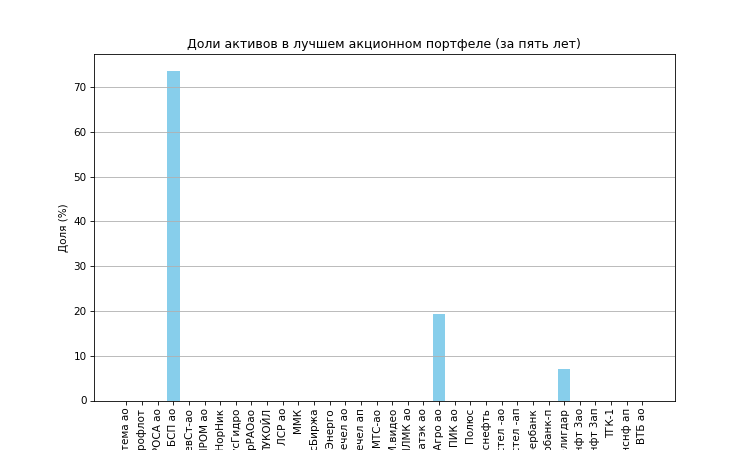 Доли активов в лучшем акционном портфеле (за пять лет)
Доля (%)
70
60
50
40
30
20
10
0
тема ао
рофлот
РОСА ао
БСП ао
евСт-ао
ПРОМ ао
НорНик
сГидро
рРАОао
ЛУКОЙЛ
ЛСР ао
ММК
сБиржа
Энерго
ечел ао
ечел ап
МТС-ао
М.видео
НЛМК ао
атэк ао
Агро ао
ПИК ао
Полюс
снефть
стел -ао
стел -ап
ербанк
рбанк-п
лигдар
нфт 3ао
нфт 3ап
ТГК-1
нснф ап
ВТБ ао